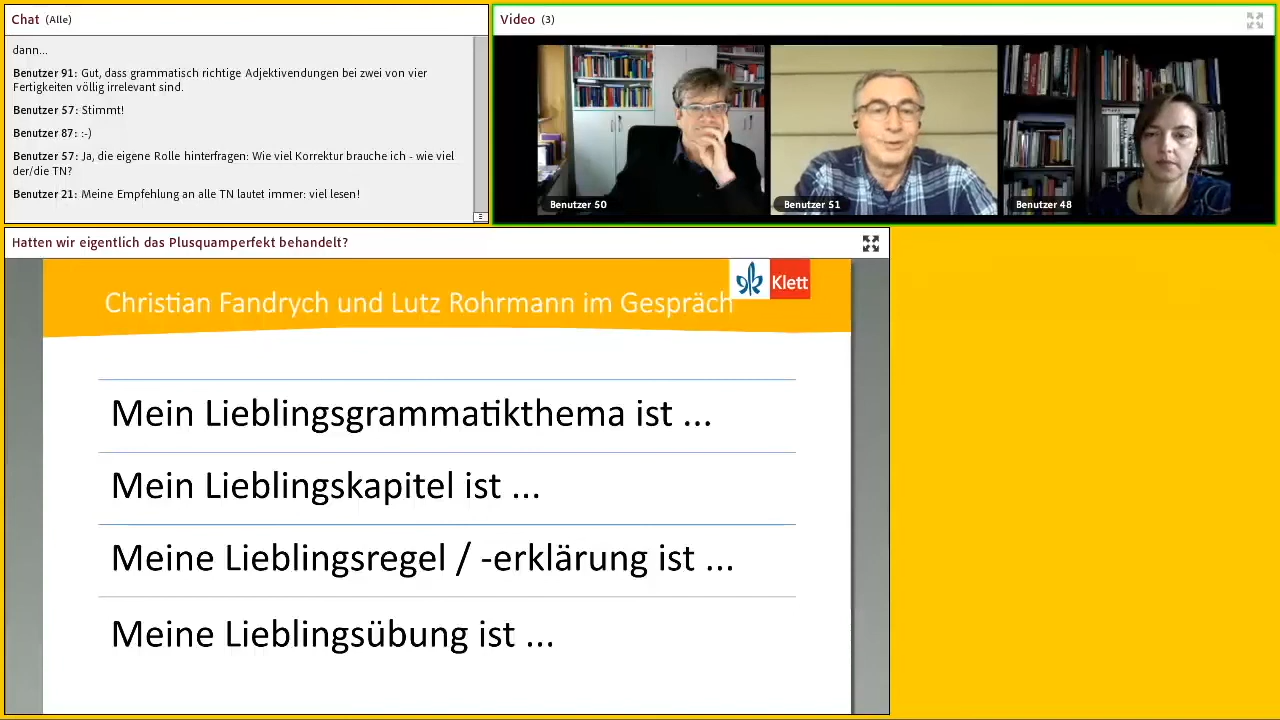 Chat (Alle)
dann...
Benutzer 91: Gut, dass grammatisch richtige Adjektivendungen bei zwei von vier
Fertigkeiten völlig irrelevant sind.
Benutzer 57: Stimmt!
Benutzer 87: :-)
Benutzer 57: Ja, die eigene Rolle hinterfragen: Wie viel Korrektur brauche ich - wie viel
der/die TN?
Benutzer 21: Meine Empfehlung an alle TN lautet immer: viel lesen!
Video (3)
Benutzer 50
Benutzer 51
Benutzer 48
Hatten wir eigentlich das Plusquamperfekt behandelt?
Christian Fandrych und Lutz Rohrmann im Gespräch
Klett
Mein Lieblingsgrammatikthema ist ...
Mein Lieblingskapitel ist ...
Meine Lieblingsregel / -erklärung ist ...
Meine Lieblingsübung ist ...